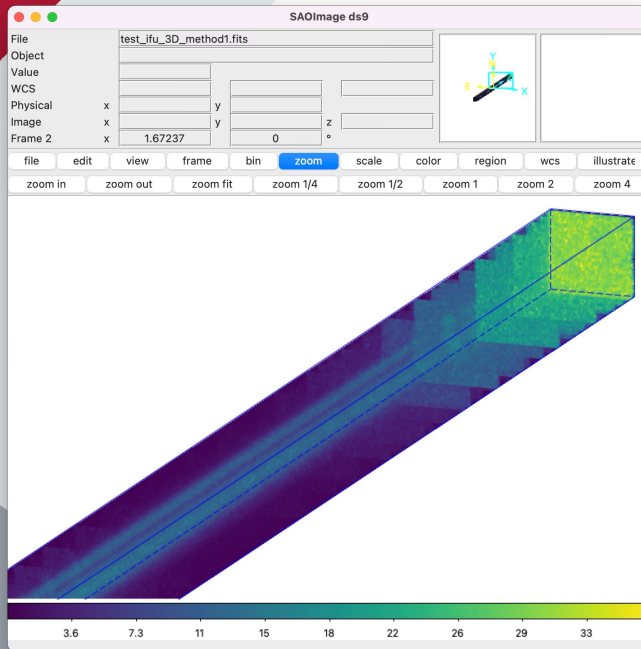 SAOImage ds9
File test_ifu_3D_method1.fits
Object
Value
WCS
Physical x y
Image x y z
Frame 2 x 1.67237 0 °
Y
N
E
X
file edit view frame bin zoom scale color region wcs illustrate
zoom in zoom out zoom fit zoom 1/4 zoom 1/2 zoom 1 zoom 2 zoom 4
3.6 7.3 11 15 18 22 26 29 33